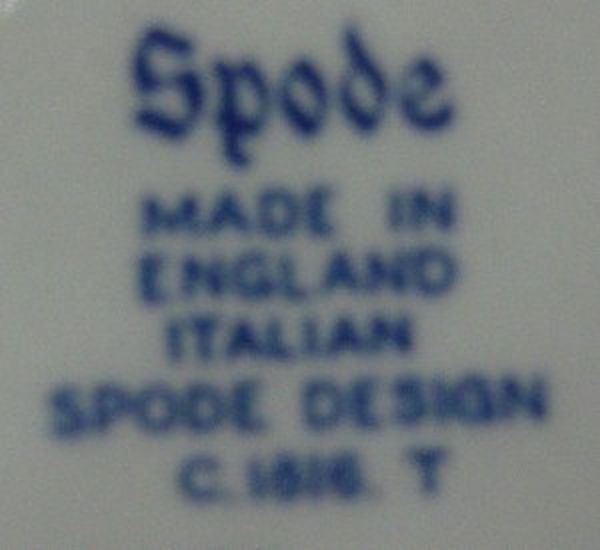 Spode
MADE IN
ENGLAND
ITALIAN
SPODE DESIGN
C.1816. T